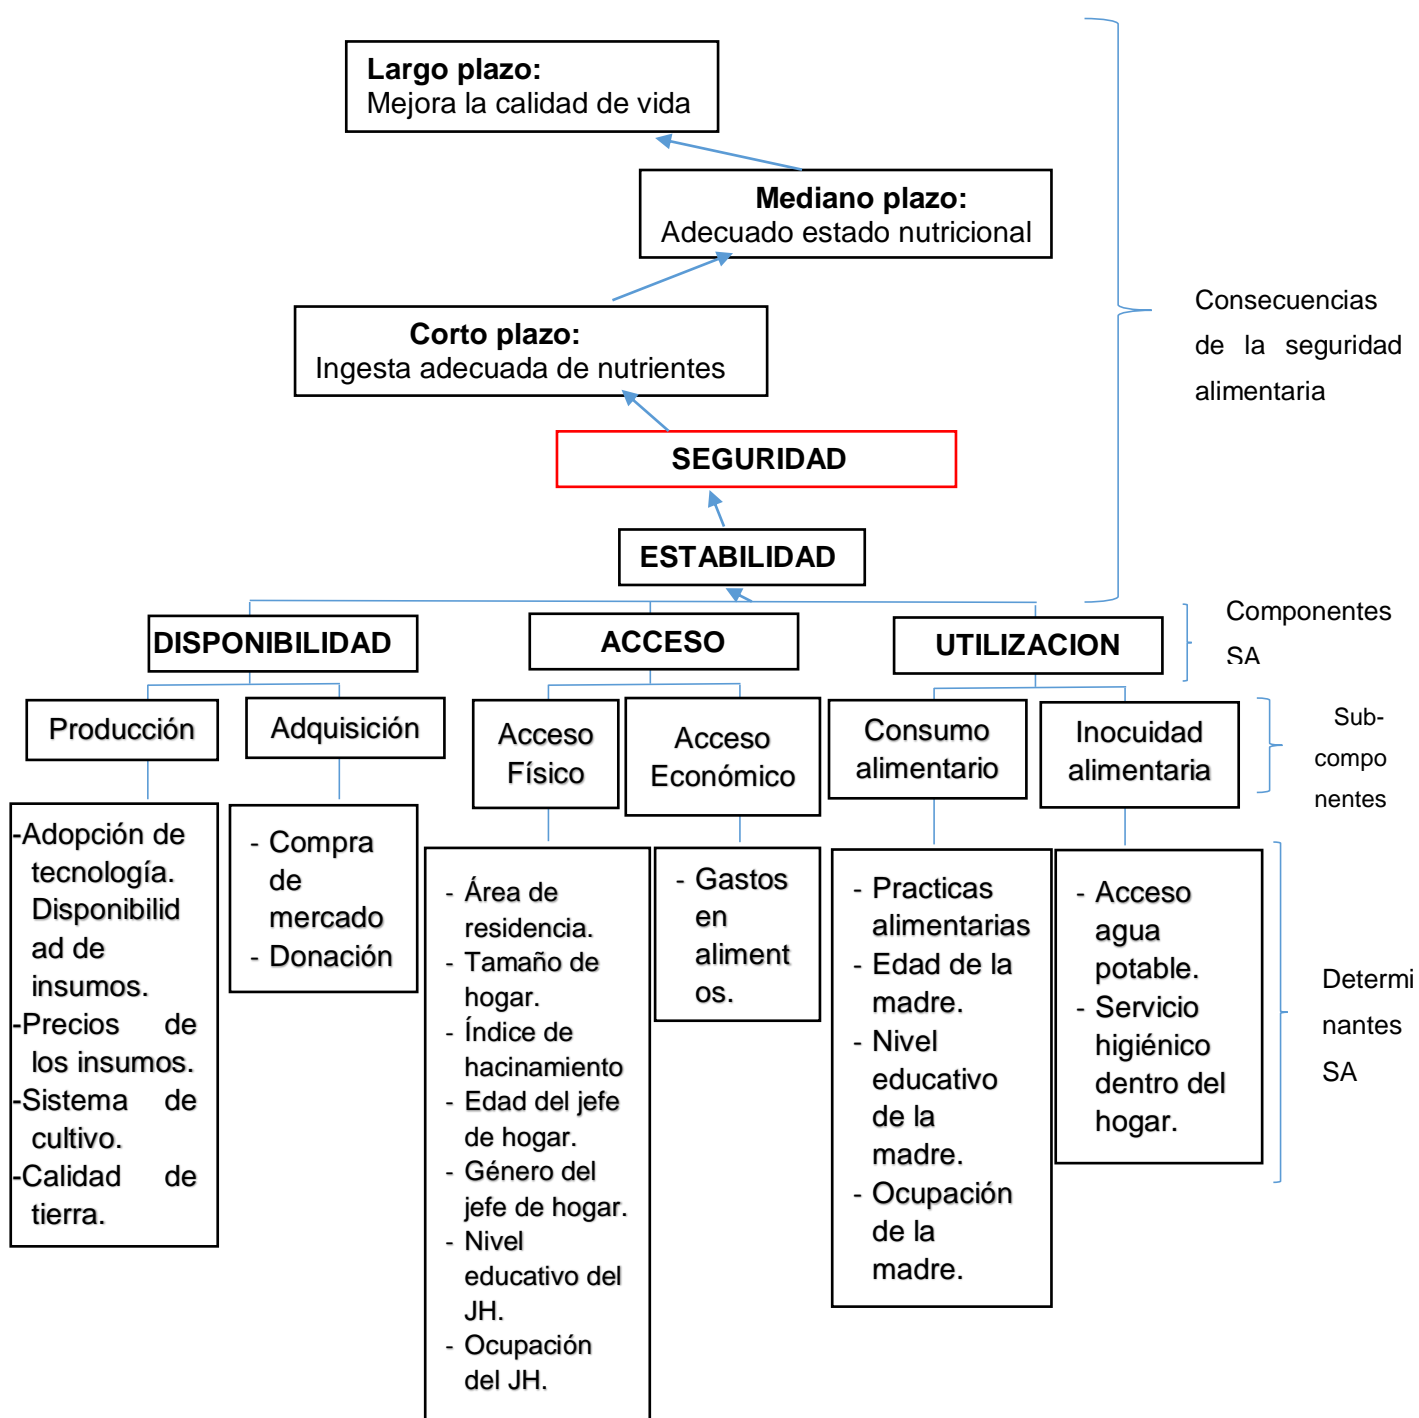 Largo plazo:
Mejora la calidad de vida
Mediano plazo:
Adecuado estado nutricional
Corto plazo:
Ingesta adecuada de nutrientes
Consecuencias
de la seguridad
alimentaria
SEGURIDAD
ESTABILIDAD
DISPONIBILIDAD
ACCESO
UTILIZACION
Componentes
SA
Producción
Adquisición
Acceso
Físico
Acceso
Económico
Consumo
alimentario
Inocuidad
alimentaria
Sub-
compo
nentes
-Adopción de
tecnología.
Disponibilid
ad de
insumos.
-Precios de
los insumos.
-Sistema de
cultivo.
-Calidad de
tierra.
- Compra
de
mercado
- Donación
- Área de
residencia.
- Tamaño de
hogar.
- Índice de
hacinamiento
- Edad del jefe
de hogar.
- Género del
jefe de hogar.
- Nivel
educativo del
JH.
- Ocupación
del JH.
- Gastos
en
aliment
os.
- Practicas
alimentarias
- Edad de la
madre.
- Nivel
educativo
de la
madre.
- Ocupación
de la
madre.
- Acceso
agua
potable.
- Servicio
higiénico
dentro del
hogar.
Determi
nantes
SA